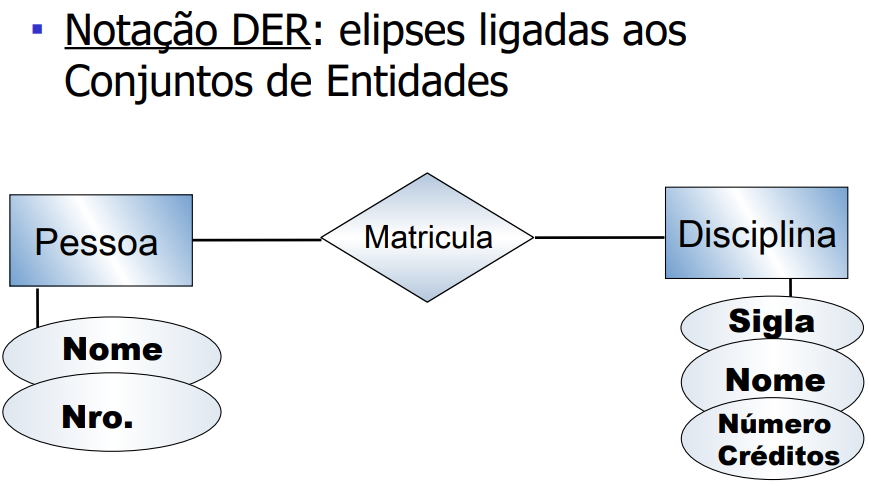 ▪ Notação DER: elipses ligadas aos
Conjuntos de Entidades
Pessoa
Matricula
Disciplina
Nome
Nro.
Sigla
Nome
Número
Créditos